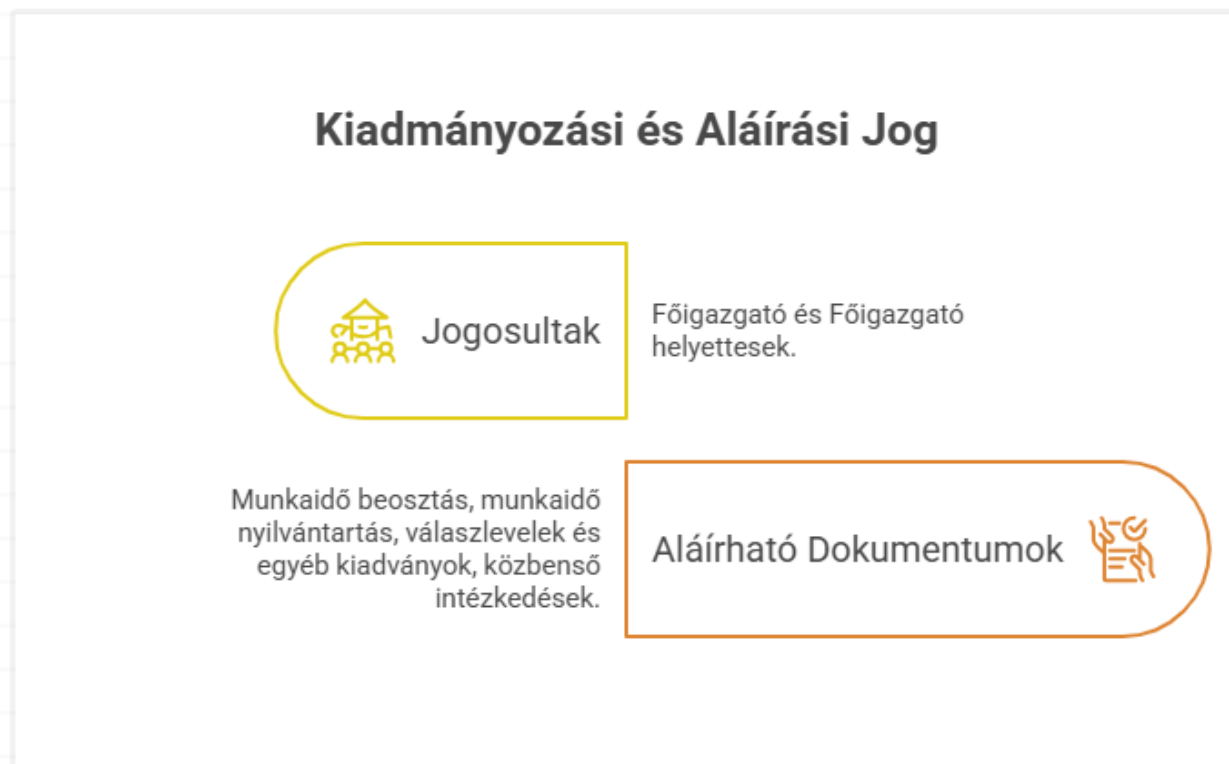 Kiadmányozási és Aláírási Jog
Jogosultak
Főigazgató és Főigazgató
helyettesek.
Munkaidő beosztás, munkaidő
nyilvántartás, válaszlevelek és
egyéb kiadványok, közbenső
intézkedések.
Aláírható Dokumentumok